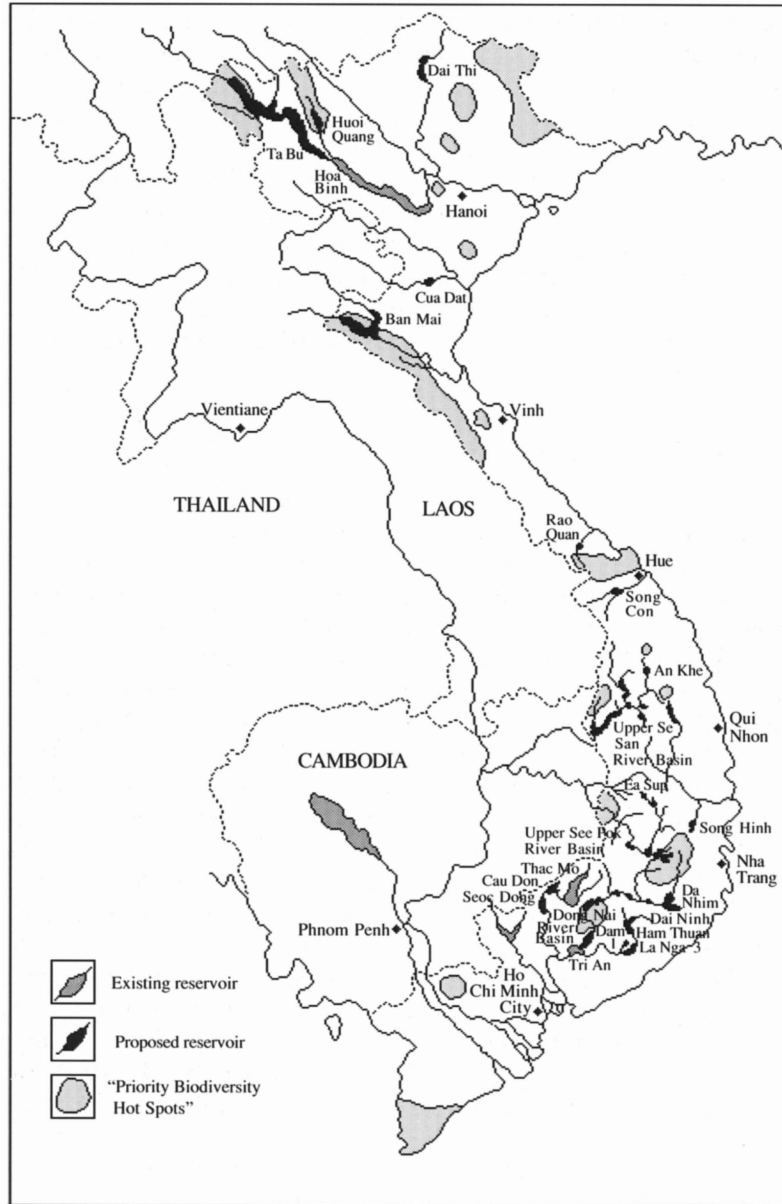 Dai Thi
Huoi
Quang
Ta Bu
Hoa
Binh
Hanoi
Cua Dat
Ban Mai
Vientiane
Vinh
THAILAND
LAOS
Rao
Quan
Hue
Song
Con
An Khe
Upper Se
San
River Basin
Qui
Nhon
CAMBODIA
Ea Sup
Upper See Pok
River Basin
Song Hinh
Nha
Trang
Thac Mo
Cau Don
Seoc Dong
Da
Nhim
Dong Nai
River
Basin
Dam
1
Dai Ninh
Ham Thuan
La Nga-3
Tri An
Phnom Penh
Ho
Chi Minh
City
Existing reservoir
Proposed reservoir
"Priority Biodiversity
Hot Spots"